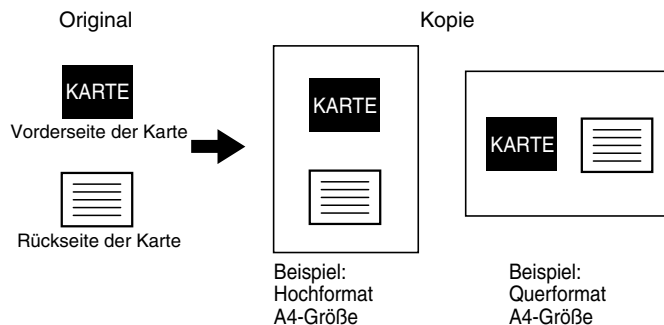 Original
Kopie
KARTE
Vorderseite der Karte
Rückseite der Karte
KARTE
KARTE
Beispiel:
Hochformat
A4-Größe
Beispiel:
Querformat
A4-Größe